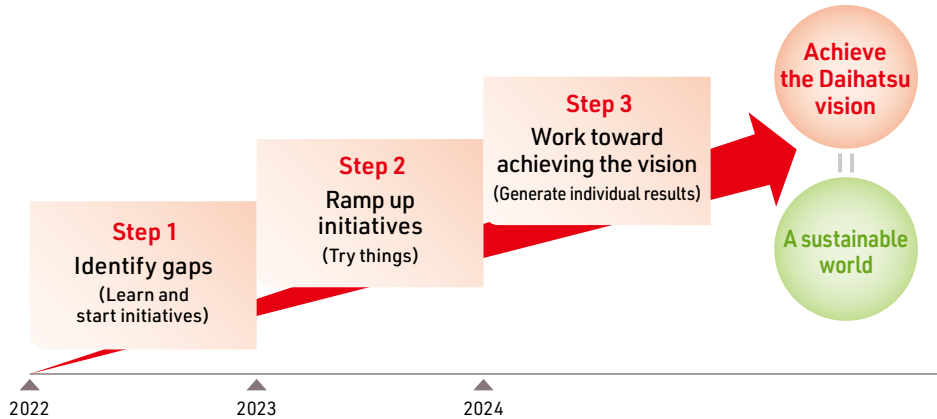 Step 1
Identify gaps
(Learn and
start initiatives)
Step 2
Ramp up
initiatives
(Try things)
Step 3
Work toward
achieving the vision
(Generate individual results)
Achieve
the Daihatsu
vision
A sustainable
world
2022
2023
2024